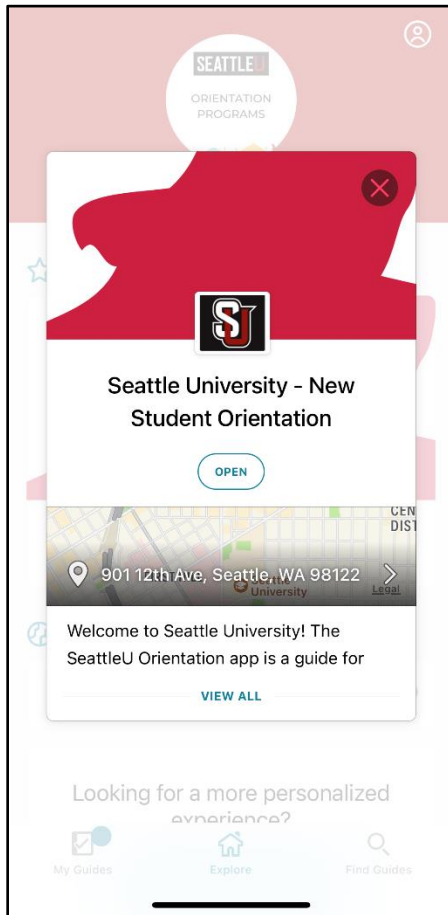 SEATTLEU
ORIENTATION
PROGRAMS
SU
Seattle University - New
Student Orientation
OPEN
CEN
DIST
901 12th Ave, Seattle, WA 98122
Seattle
University
Legal
Welcome to Seattle University! The
SeattleU Orientation app is a guide for
VIEW ALL
Looking for a more personalized
experience?
My Guides
Explore
Find Guides